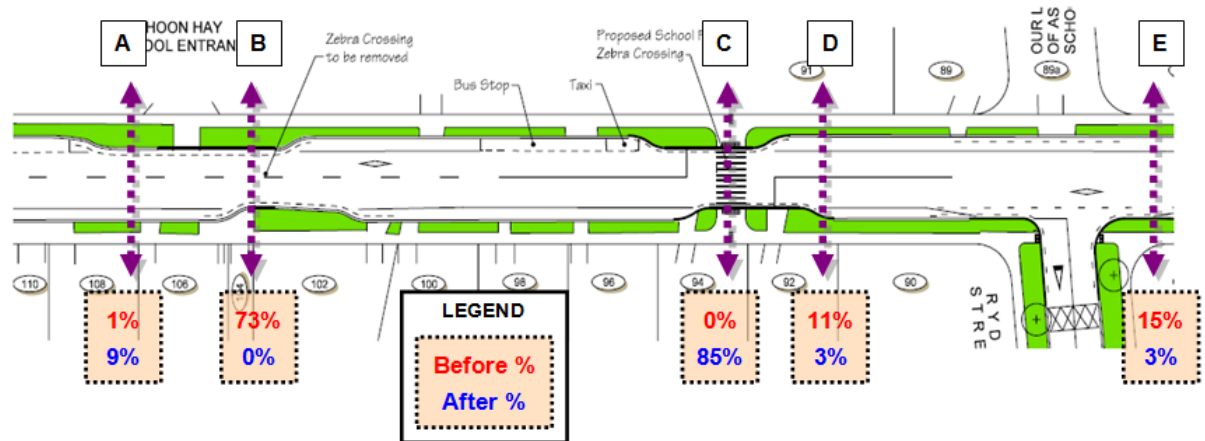 A
B
C
D
E
HOON HAY
OOL ENTRAN
Zebra Crossing
to be removed
Bus Stop
Taxi
Proposed School
Zebra Crossing
OUR L
OF AS
SCHO
91
89
89a
110
108
106
104
102
100
98
96
94
92
90
RYD
STRE
1%
9%
73%
0%
LEGEND
Before %
After %
0%
85%
11%
3%
15%
3%